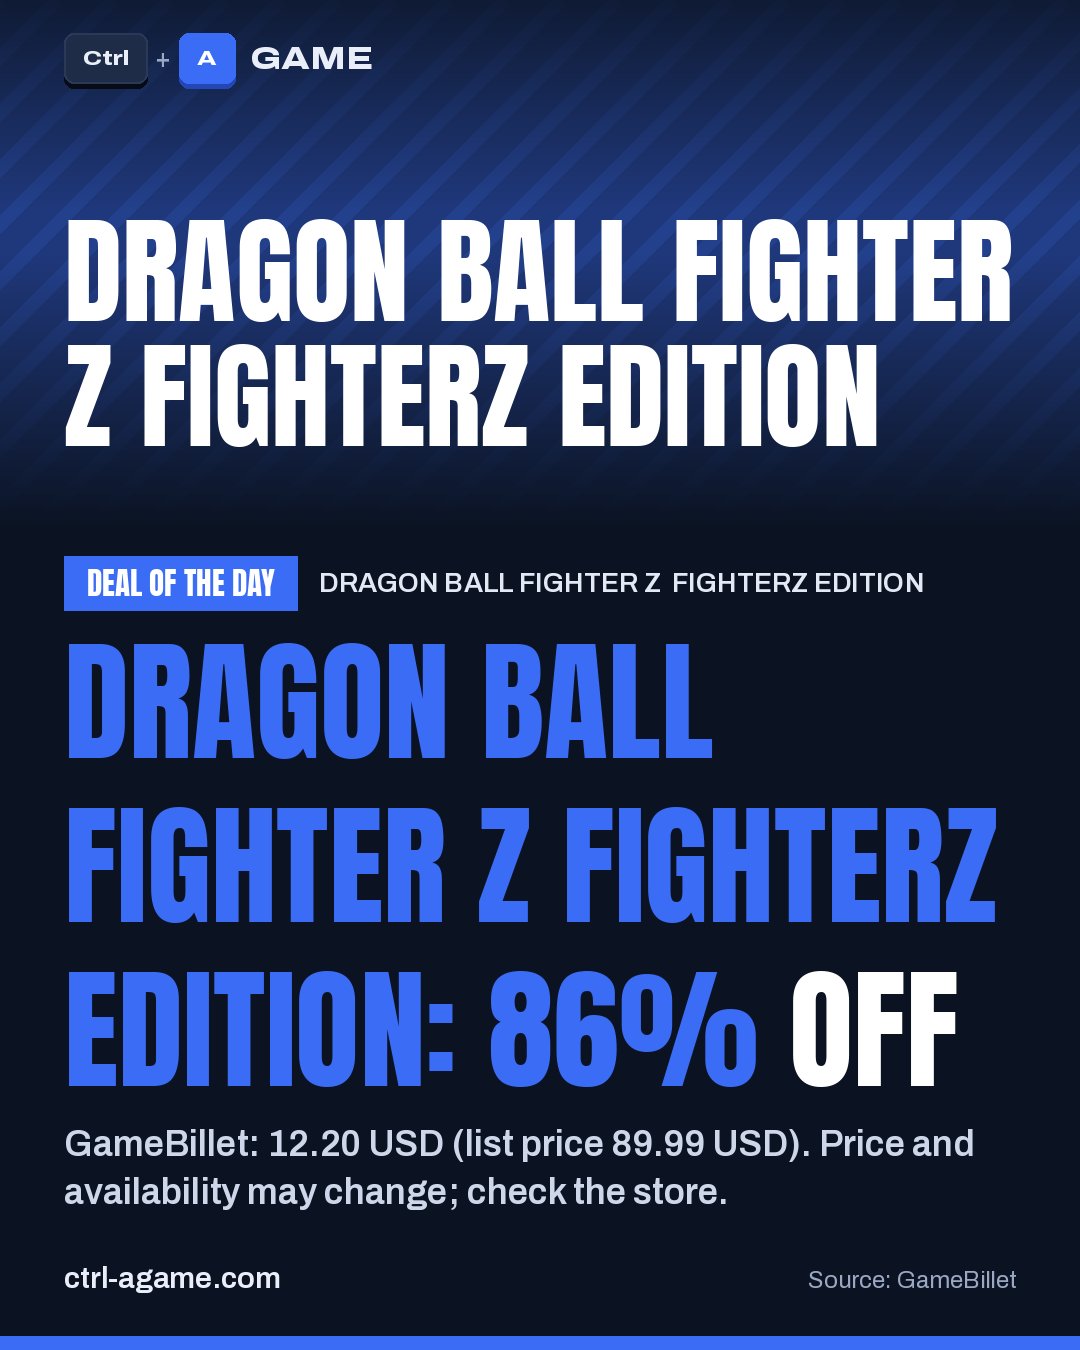 Ctrl + A GAME
DRAGON BALL FIGHTER
Z FIGHTERZ EDITION
DEAL OF THE DAY DRAGON BALL FIGHTER Z FIGHTERZ EDITION
DRAGON BALL
FIGHTER Z FIGHTERZ
EDITION: 86% OFF
GameBillet: 12.20 USD (list price 89.99 USD). Price and
availability may change; check the store.
ctrl-agame.com Source: GameBillet